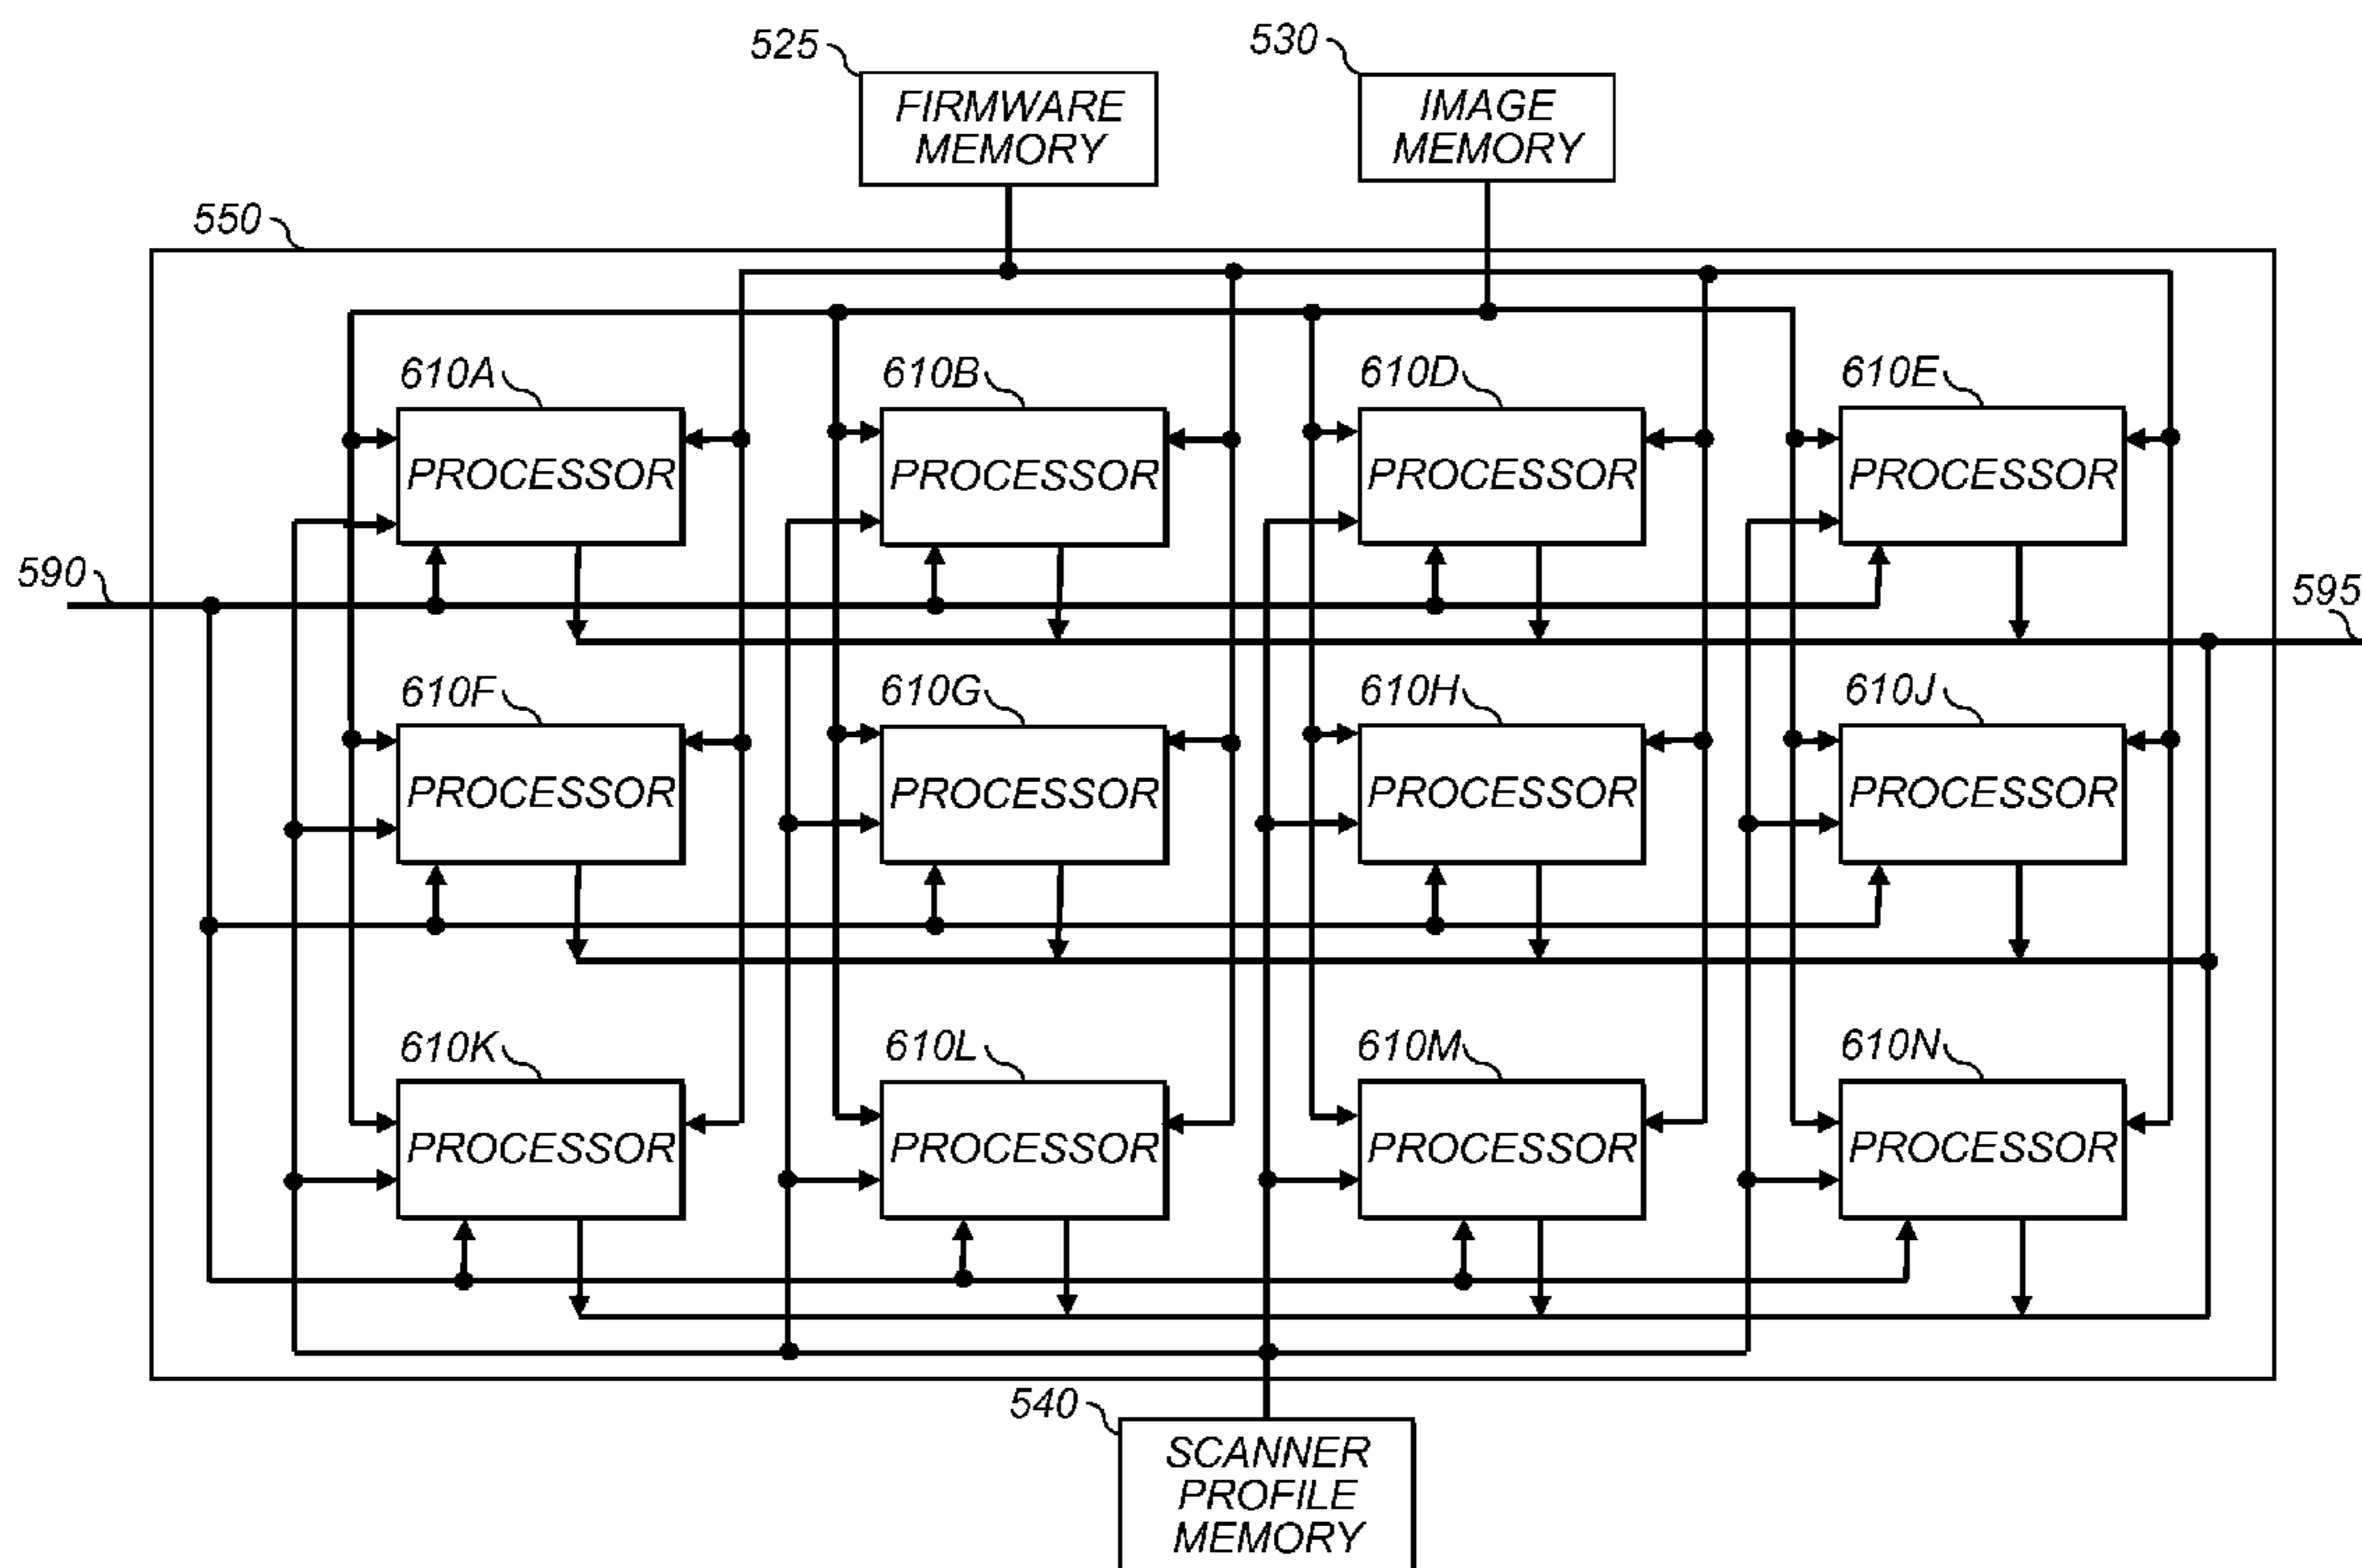 525
530
FIRMWARE
MEMORY
IMAGE
MEMORY
550
610A
610B
610D
610E
PROCESSOR
PROCESSOR
PROCESSOR
PROCESSOR
590
595
610F
610G
610H
610J
PROCESSOR
PROCESSOR
PROCESSOR
PROCESSOR
610K
610L
610M
610N
PROCESSOR
PROCESSOR
PROCESSOR
PROCESSOR
540
SCANNER
PROFILE
MEMORY